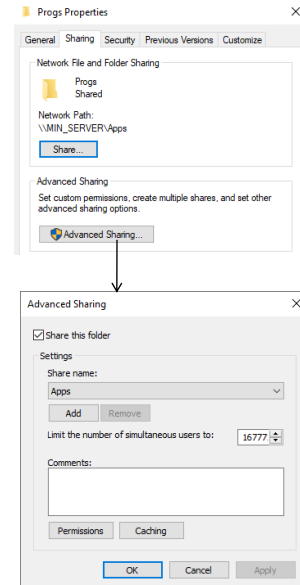 Progs Properties
General Sharing Security Previous Versions Customize
Network File and Folder Sharing
Progs
Shared
Network Path:
\\MIN_SERVER\Apps
Share...
Advanced Sharing
Set custom permissions, create multiple shares, and set other
advanced sharing options.
Advanced Sharing...
Advanced Sharing
Share this folder
Settings
Share name:
Apps
Add Remove
Limit the number of simultaneous users to: 16777
Comments:
Permissions Caching
OK Cancel Apply